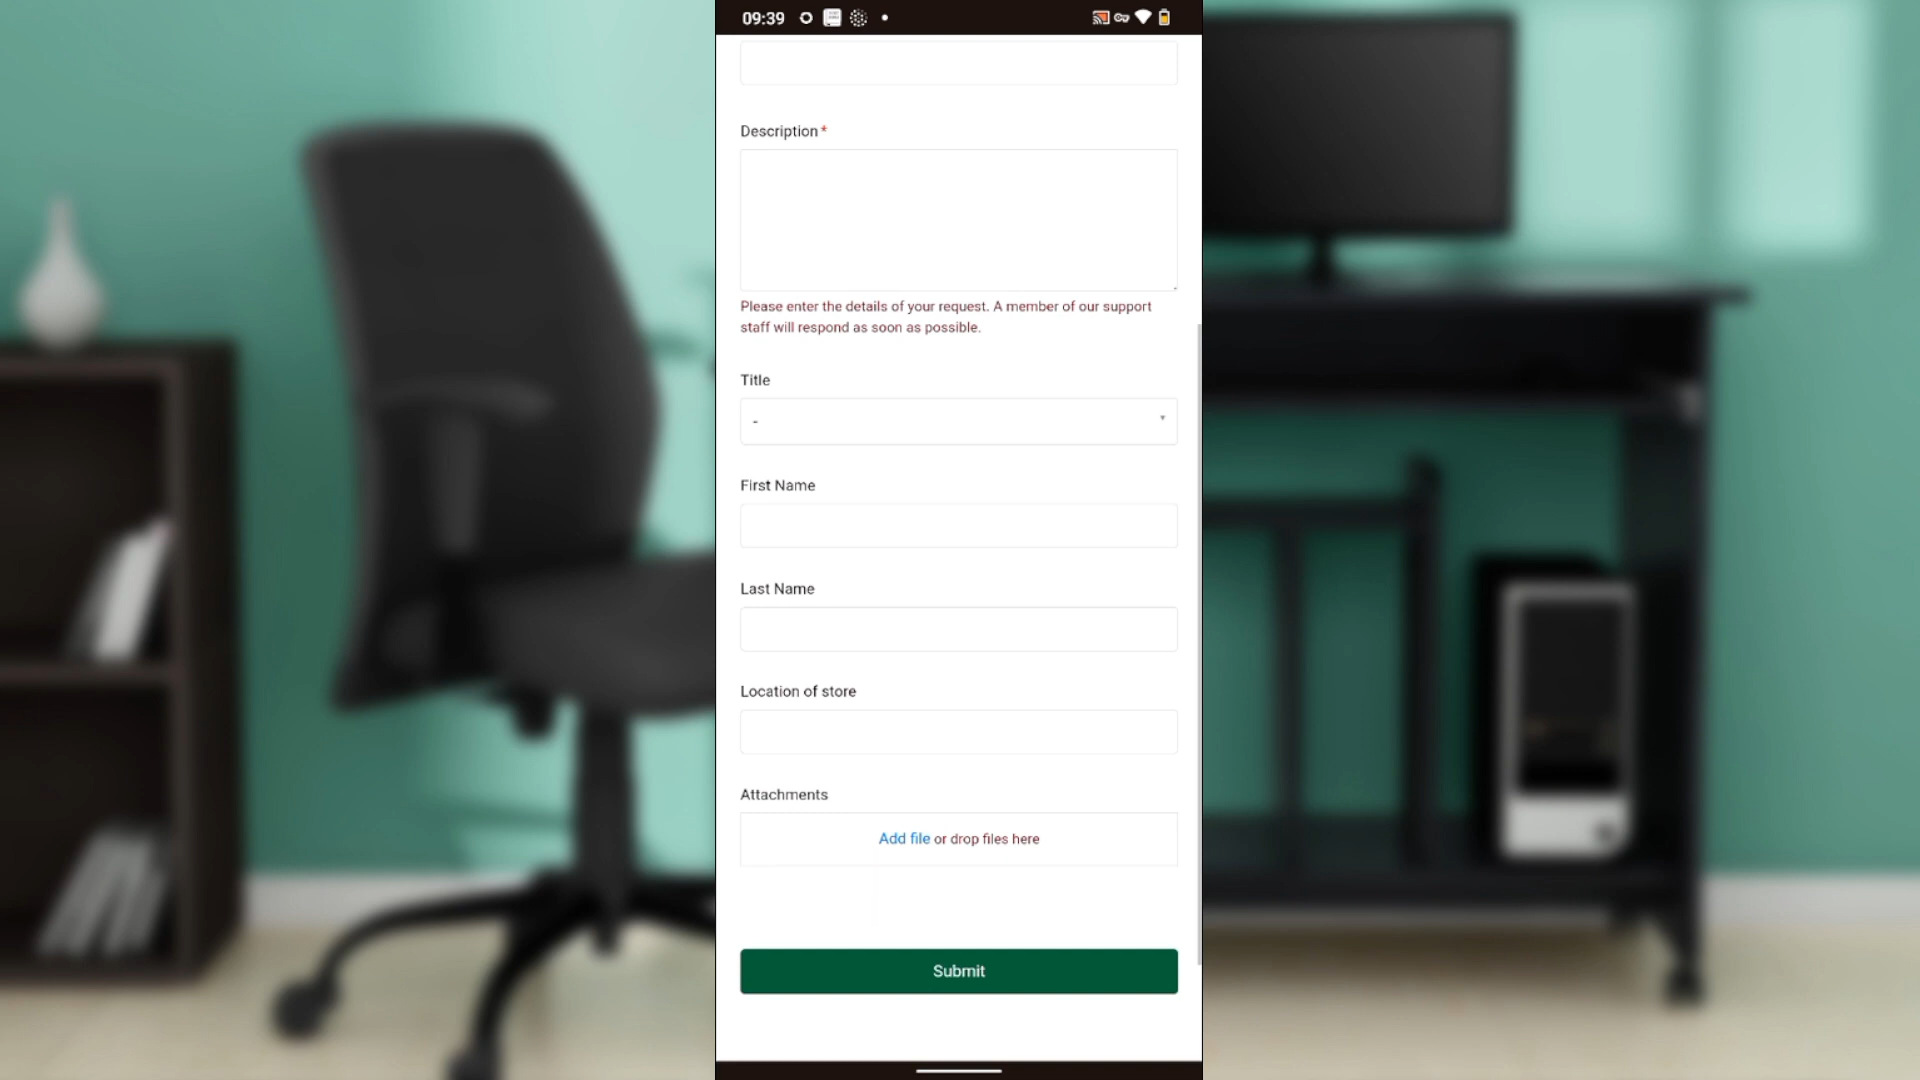 09:39
Description*
Please enter the details of your request. A member of our support
staff will respond as soon as possible.
Title
-
First Name
Last Name
Location of store
Attachments
Add file or drop files here
Submit